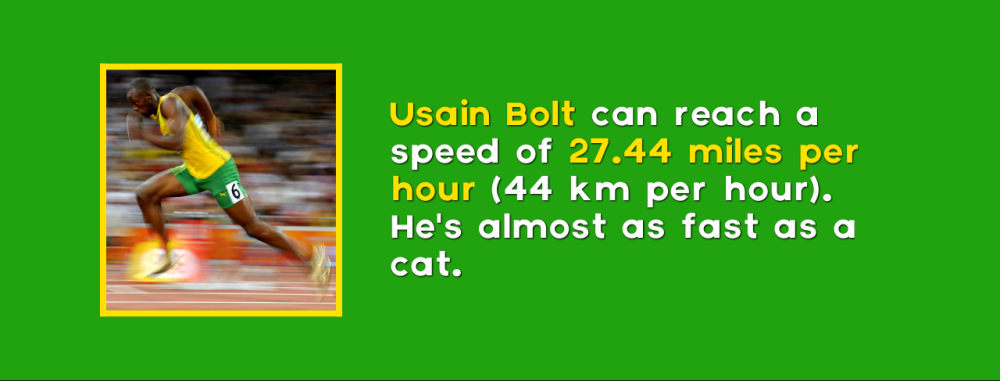 Usain Bolt can reach a
speed of 27.44 miles per
hour (44 km per hour).
He's almost as fast as a
cat.
6